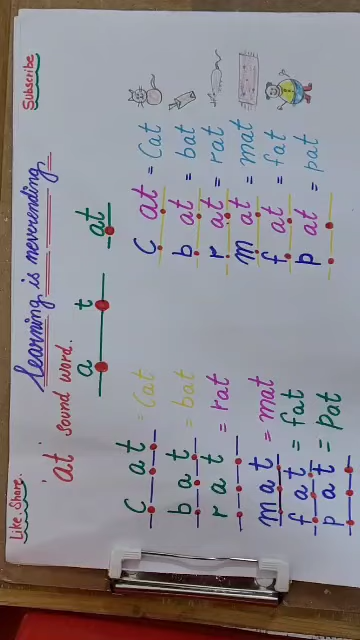 Like. Share. Subscribe
Learning is neverending
'at' sound word.
a t at
c a t = Cat c at = Cat
b a t = bat b at = bat
r a t = rat r at = rat
m a t = mat m at = mat
f a t = fat f at = fat
p a t = Pat p at = pat